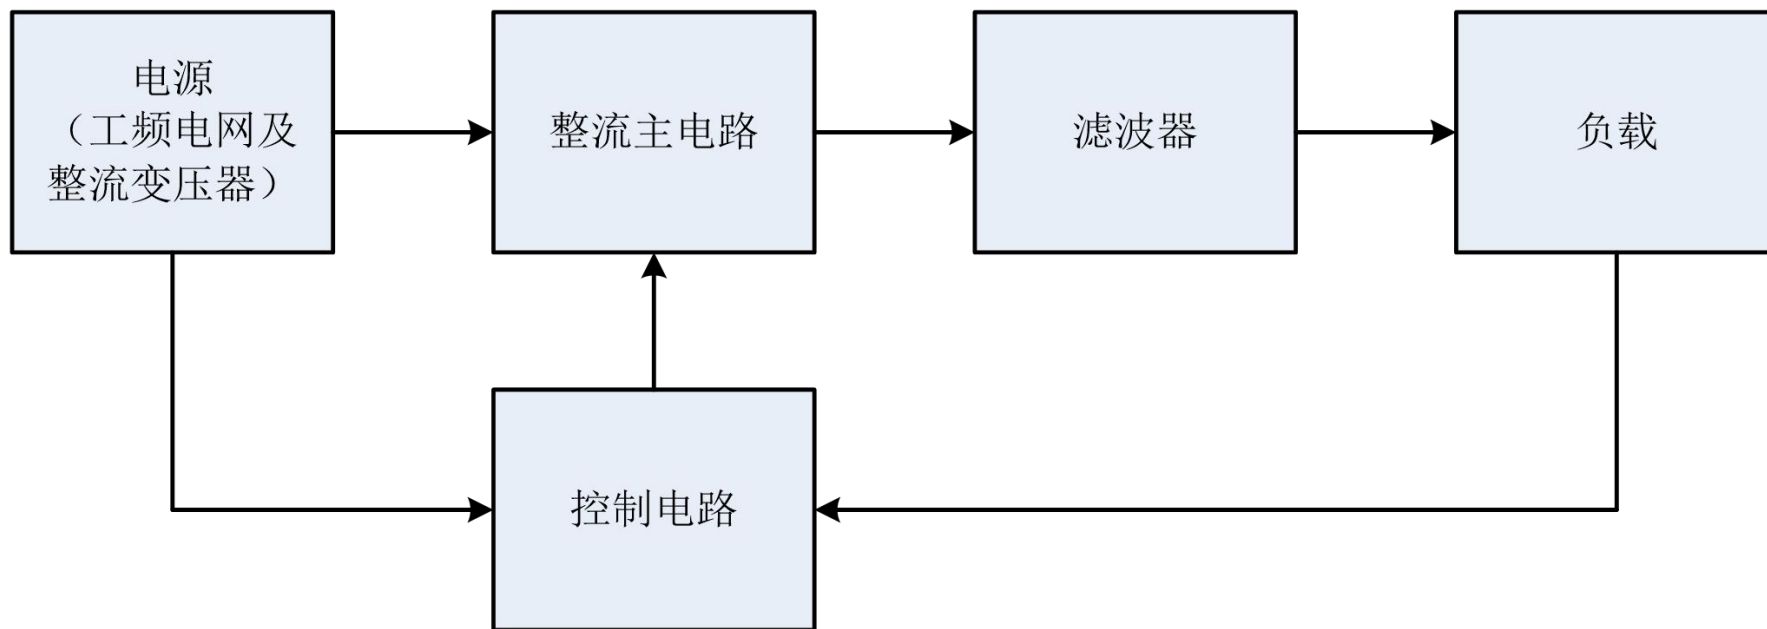 电源
（工频电网及
整流变压器）
整流主电路
滤波器
负载
控制电路